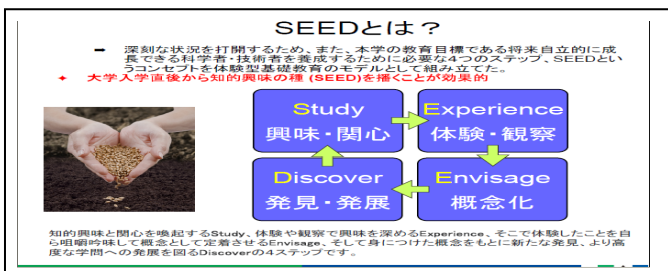 SEEDとは？
➡ 深刻な状況を打開するため、また、本学の教育目標である将来自立的に成
長できる科学者・技術者を養成するために必要な4つのステップ、SEEDとい
うコンセプトを体験型基礎教育のモデルとして組み立てた。
✦ 大学入学直後から知的興味の種 (SEED)を播くことが効果的
Study
興味・関心
Experience
体験・観察
Discover
発見・発展
Envisage
概念化
知的興味と関心を喚起するStudy、体験や観察で興味を深めるExperience、そこで体験したことを自
ら咀嚼吟味して概念として定着させるEnvisage、そして身につけた概念をもとに新たな発見、より高
度な学問への発展を図るDiscoverの4ステップです。